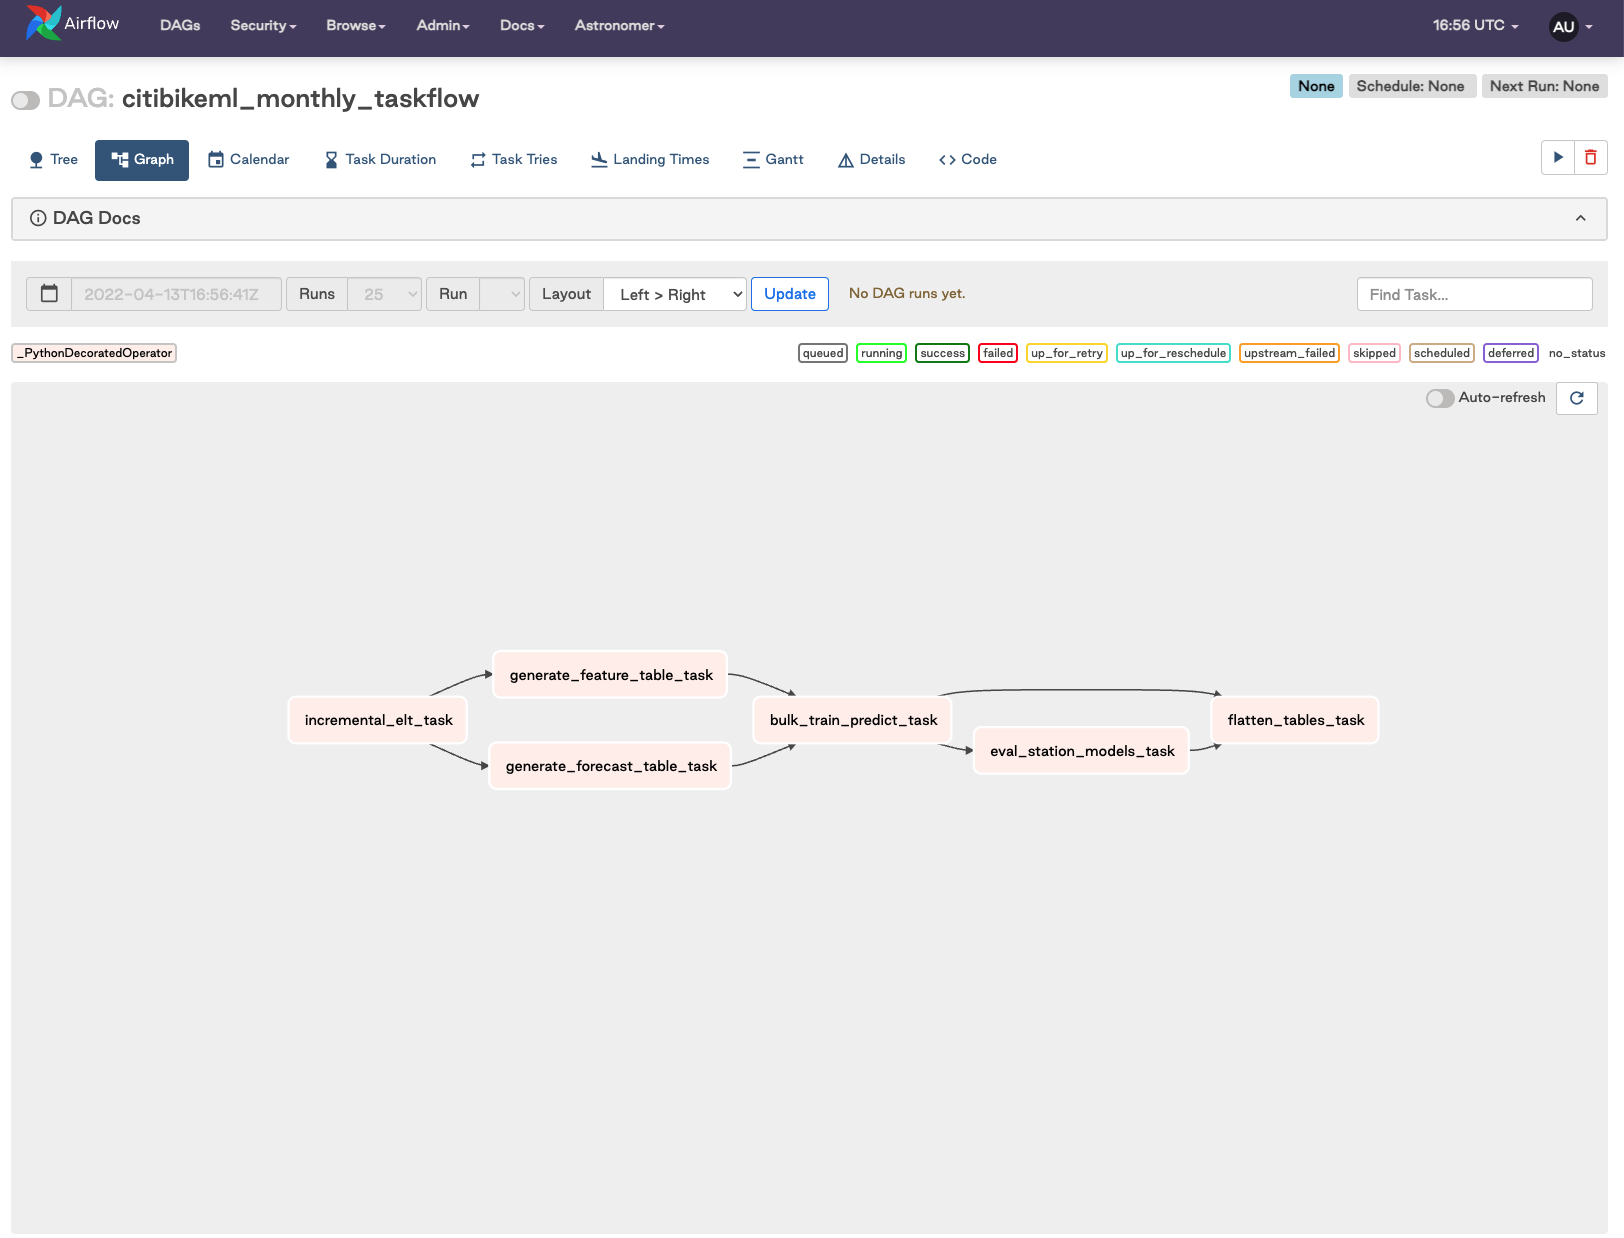 Airflow DAGs Security Browse Admin Docs Astronomer 16:56 UTC AU
DAG: citibikeml_monthly_taskflow None Schedule: None Next Run: None
Tree Graph Calendar Task Duration Task Tries Landing Times Gantt Details <> Code
DAG Docs
2022-04-13T16:56:41Z Runs 25 Run Layout Left > Right Update No DAG runs yet. Find Task...
_PythonDecoratedOperator queued running success failed up_for_retry up_for_reschedule upstream_failed skipped scheduled deferred no_status
Auto-refresh
generate_feature_table_task
incremental_elt_task bulk_train_predict_task flatten_tables_task
eval_station_models_task
generate_forecast_table_task